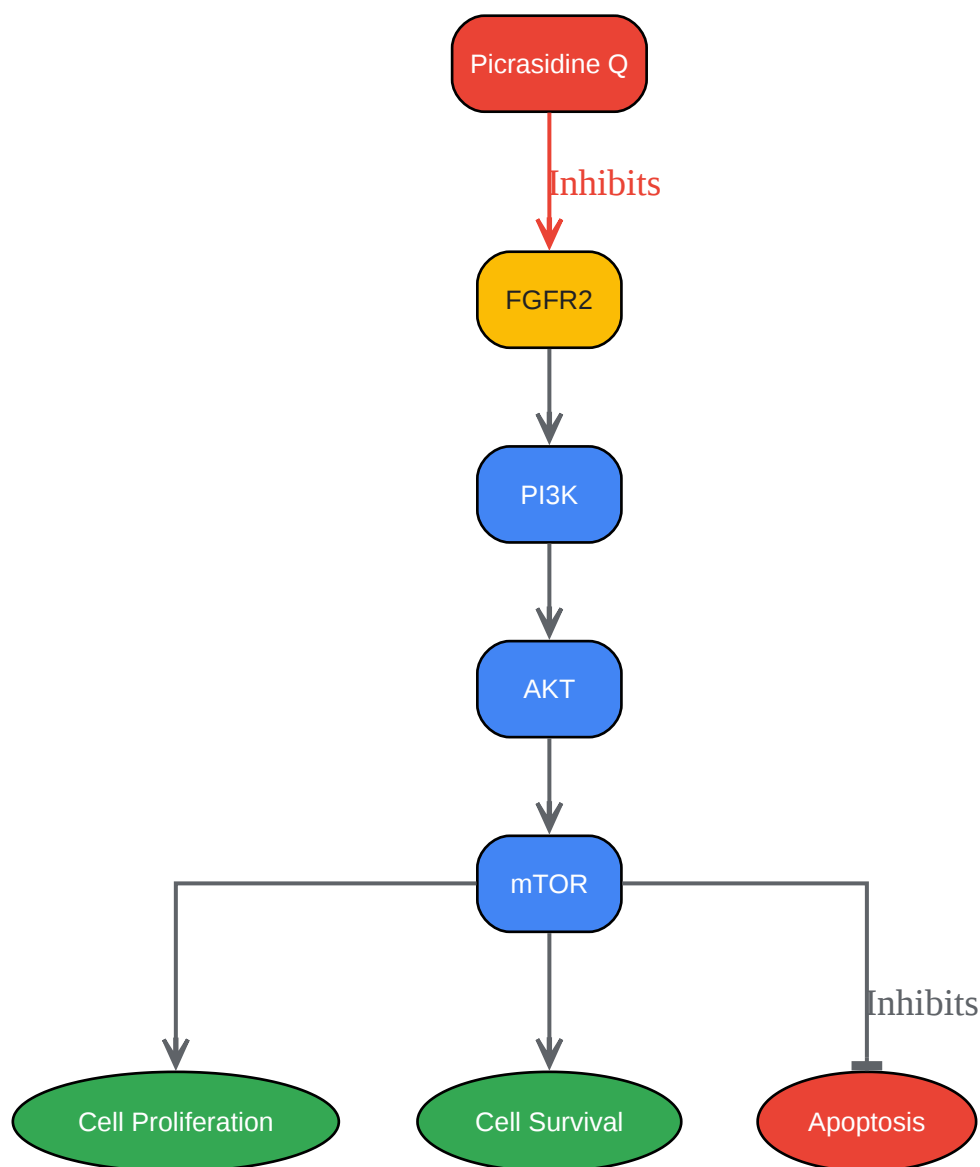 Picrasidine Q
Inhibits
FGFR2
PI3K
AKT
mTOR
Inhibits
Cell Proliferation
Cell Survival
Apoptosis